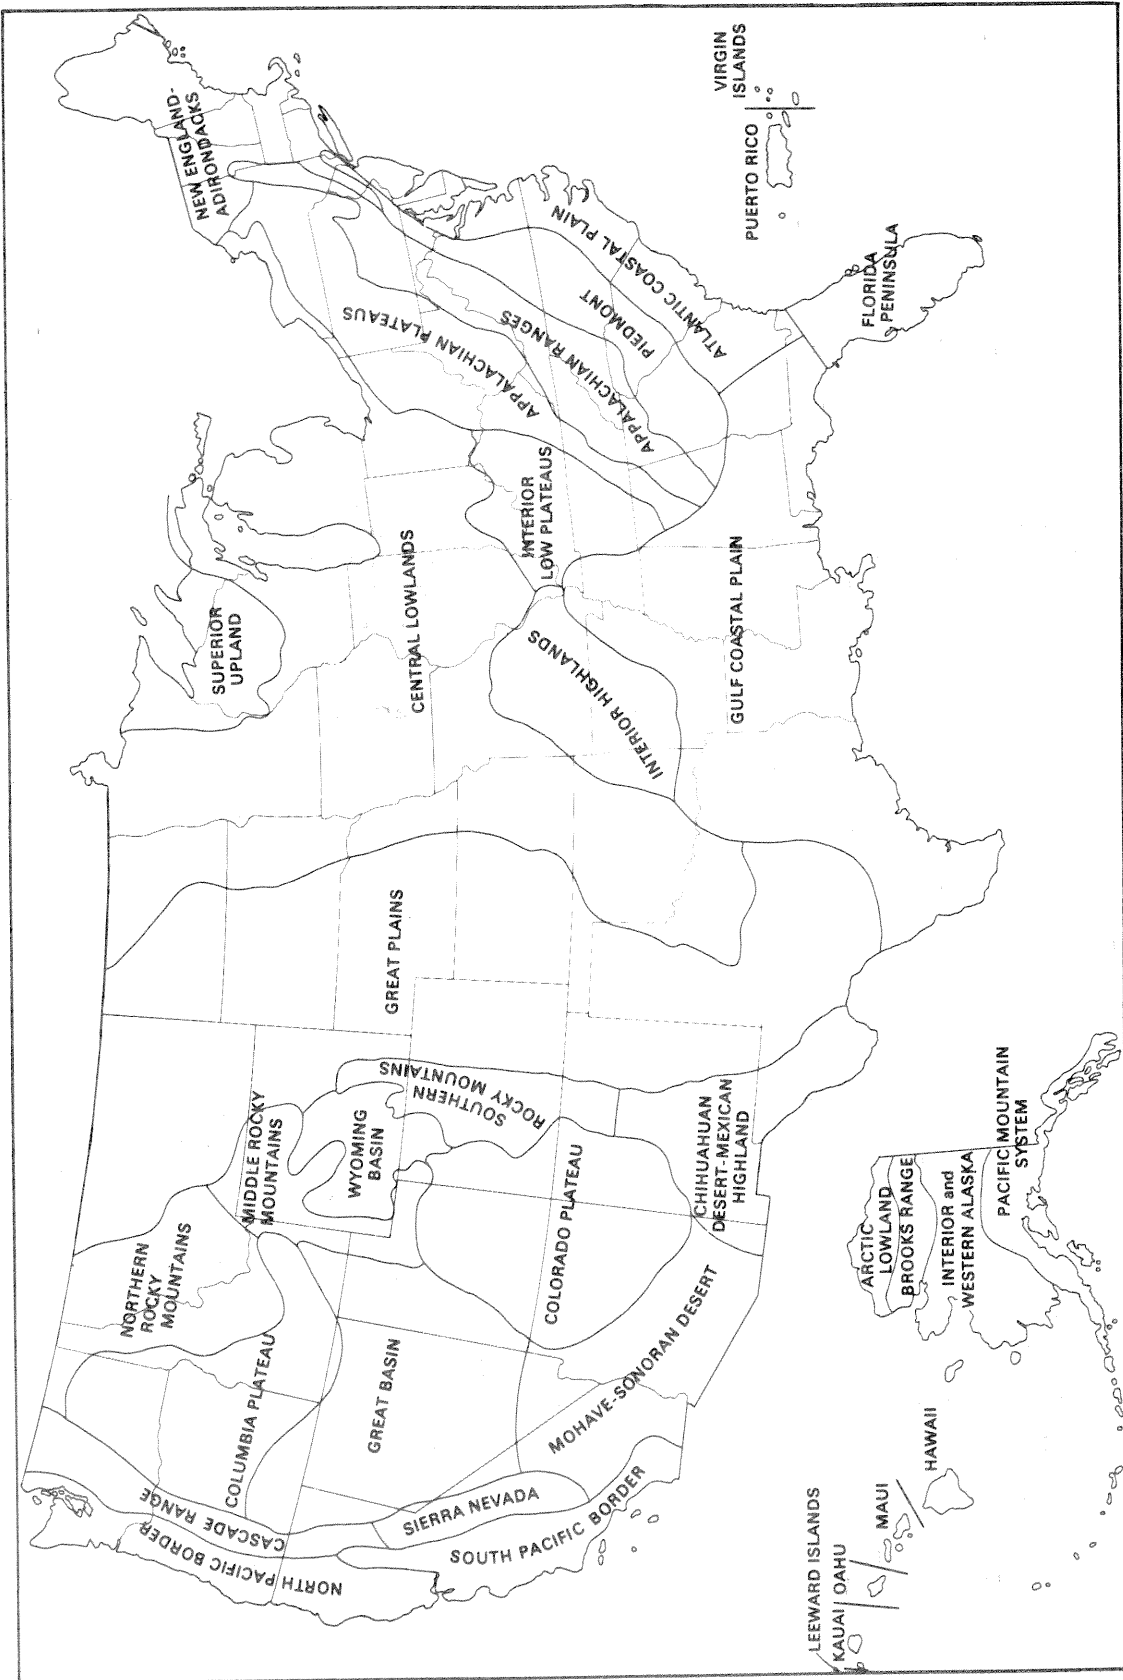 NEW ENGLAND-
ADIRONDACKS
VIRGIN
ISLANDS
PUERTO RICO
ATLANTIC COASTAL PLAIN
PIEDMONT
APPALACHIAN RANGES
APPALACHIAN PLATEAUS
FLORIDA
PENINSULA
INTERIOR
LOW PLATEAUS
SUPERIOR
UPLAND
CENTRAL LOWLANDS
INTERIOR HIGHLANDS
GULF COASTAL PLAIN
GREAT PLAINS
SOUTHERN
ROCKY MOUNTAINS
MIDDLE ROCKY
MOUNTAINS
WYOMING
BASIN
NORTHERN
ROCKY
MOUNTAINS
COLORADO PLATEAU
CHIHUAHUAN
DESERT-MEXICAN
HIGHLAND
COLUMBIA PLATEAU
GREAT BASIN
MOHAVE-SONORAN DESERT
CASCADE RANGE
SIERRA NEVADA
NORTH PACIFIC BORDER
SOUTH PACIFIC BORDER
ARCTIC
LOWLAND
BROOKS RANGE
INTERIOR and
WESTERN ALASKA
PACIFIC MOUNTAIN
SYSTEM
LEEWARD ISLANDS
KAUAI
OAHU
MAUI
HAWAII